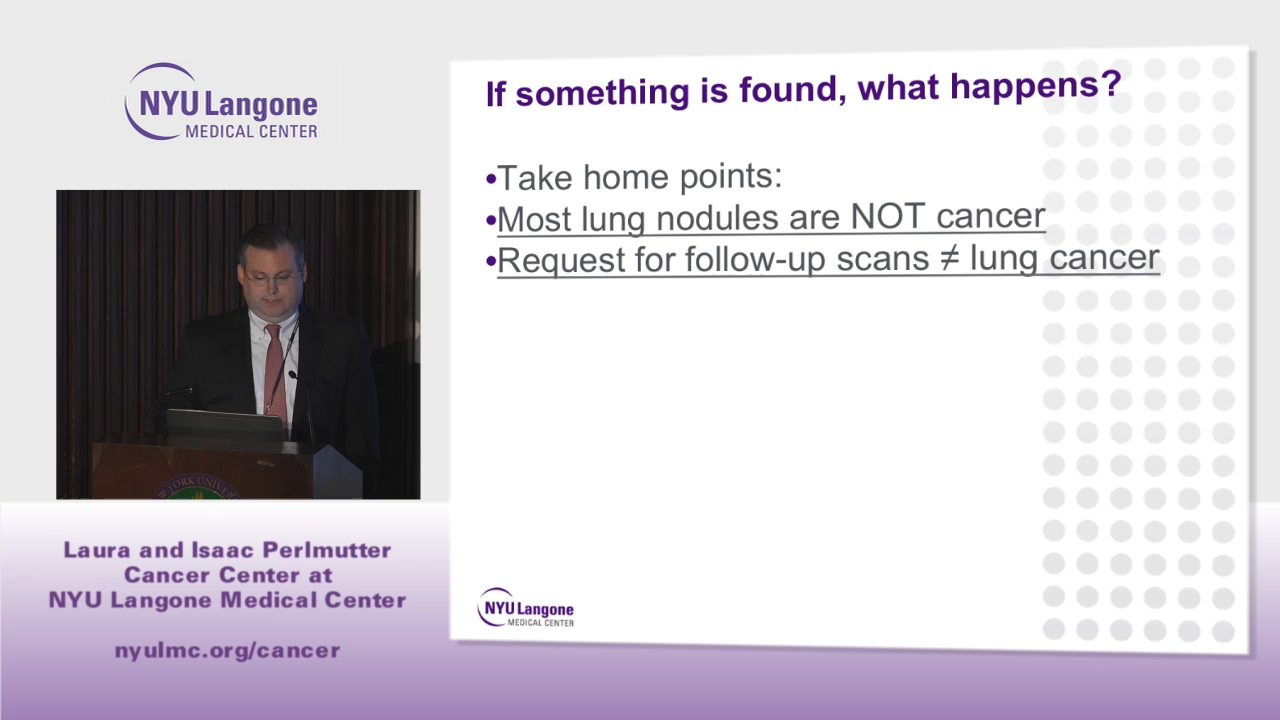 NYU Langone
MEDICAL CENTER
If something is found, what happens?
•Take home points:
•Most lung nodules are NOT cancer
•Request for follow-up scans ≠ lung cancer
YORK UNIVER
Laura and Isaac Perlmutter
Cancer Center at
NYU Langone Medical Center
nyulmc.org/cancer
NYU Langone
MEDICAL CENTER